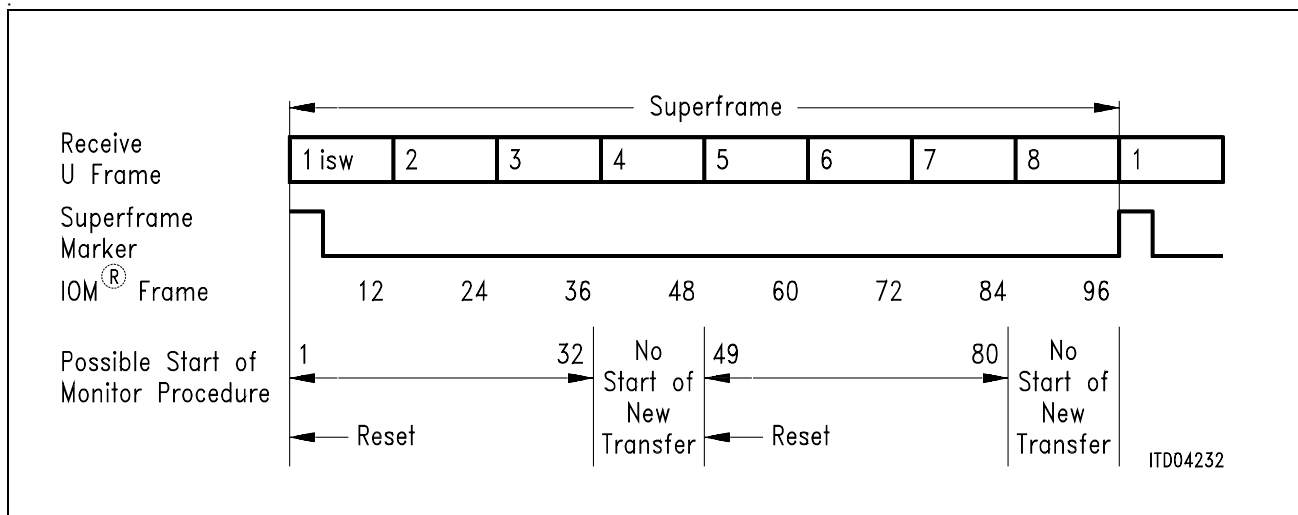 Superframe
Receive
U Frame
1 isw 2 3 4 5 6 7 8 1
Superframe
Marker
IOM® Frame
12 24 36 48 60 72 84 96
Possible Start of
Monitor Procedure
1 32
No
Start of
New
Transfer
49 80
No
Start of
New
Transfer
Reset
Reset
ITD04232